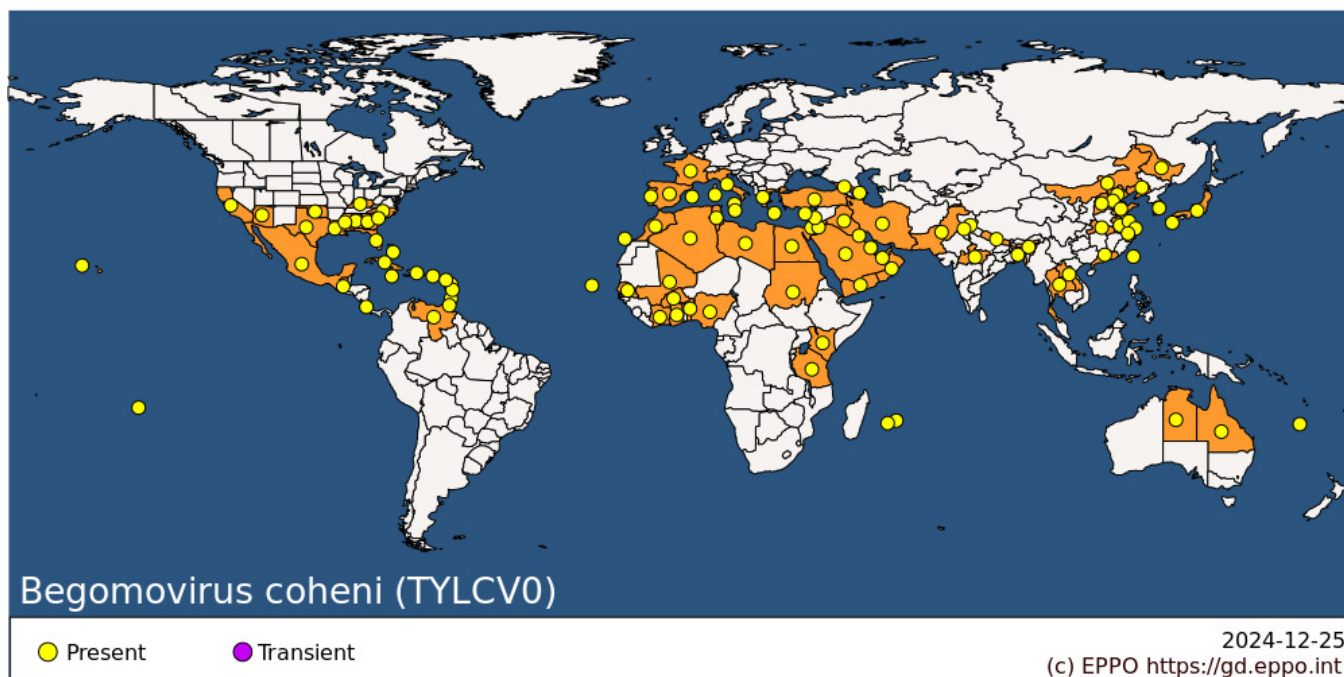 Begomovirus coheni (TYLCV0)
Present
Transient
2024-12-25
(c) EPPO https://gd.eppo.int